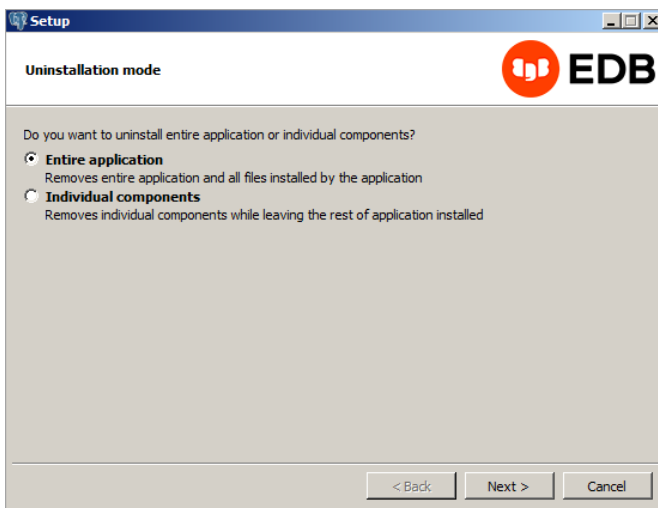 Setup
Uninstallation mode
EDB
Do you want to uninstall entire application or individual components?
Entire application
Removes entire application and all files installed by the application
Individual components
Removes individual components while leaving the rest of application installed
< Back Next > Cancel